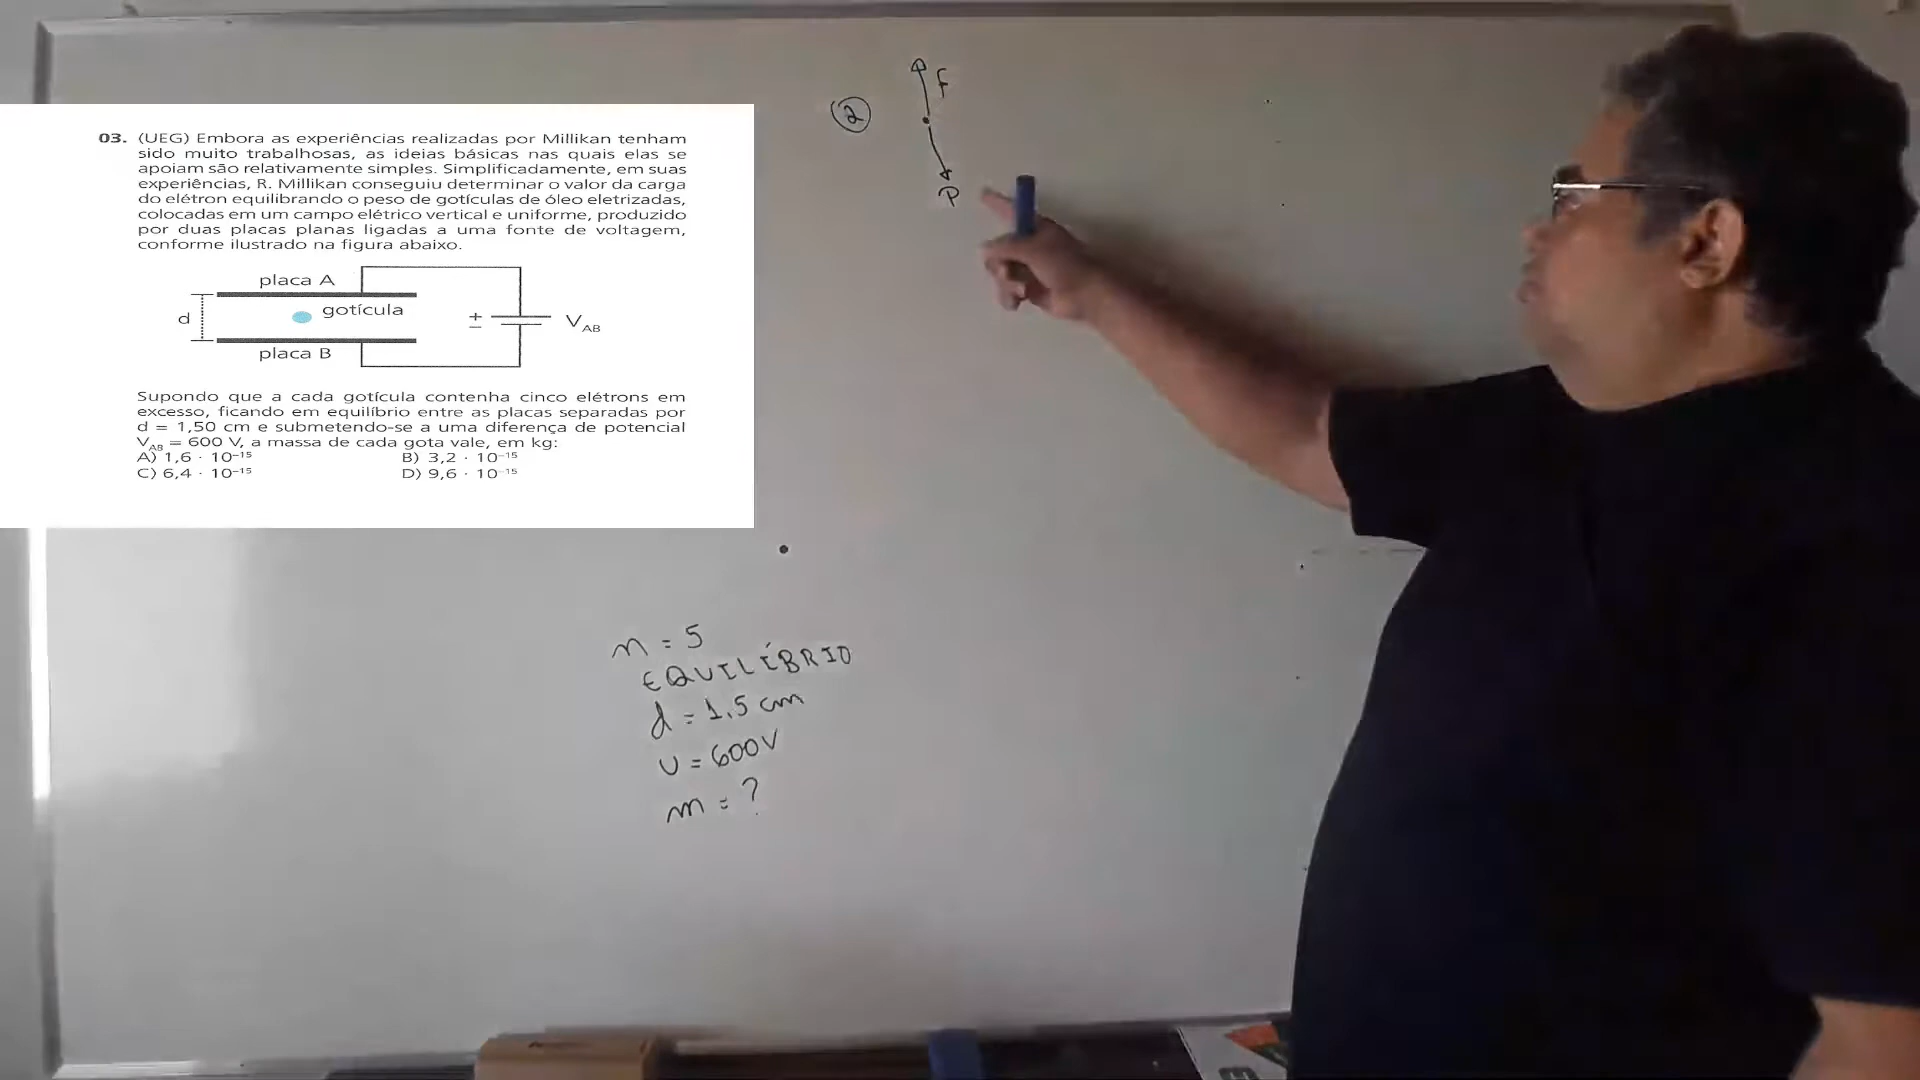 03. (UEG) Embora as experiências realizadas por Millikan tenham
sido muito trabalhosas, as ideias básicas nas quais elas se
apoiam são relativamente simples. Simplificadamente, em suas
experiências, R. Millikan conseguiu determinar o valor da carga
do elétron equilibrando o peso de gotículas de óleo eletrizadas,
colocadas em um campo elétrico vertical e uniforme, produzido
por duas placas planas ligadas a uma fonte de voltagem,
conforme ilustrado na figura abaixo.
placa A
d
gotícula
+
−
V_AB
placa B
Supondo que a cada gotícula contenha cinco elétrons em
excesso, ficando em equilíbrio entre as placas separadas por
d = 1,50 cm e submetendo-se a uma diferença de potencial
V_AB = 600 V, a massa de cada gota vale, em kg:
A) 1,6 · 10⁻¹⁵ B) 3,2 · 10⁻¹⁵
C) 6,4 · 10⁻¹⁵ D) 9,6 · 10⁻¹⁵
2
F
P
n = 5
EQUILÍBRIO
d = 1,5 cm
U = 600V
m = ?